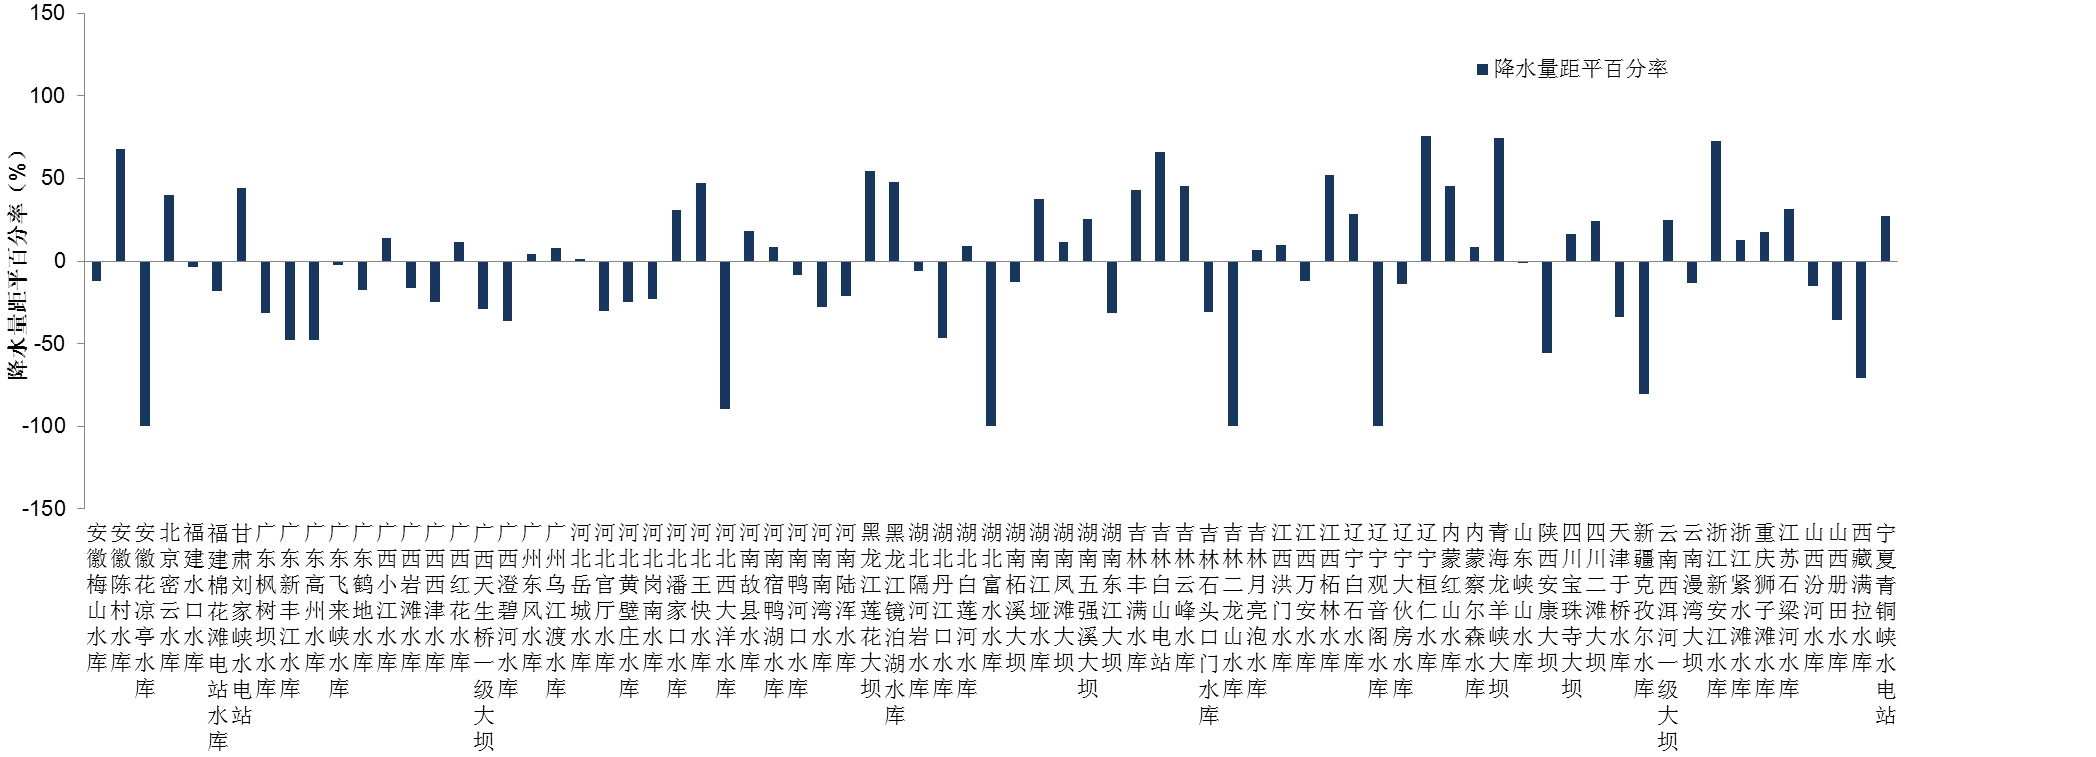 150
100
50
0
-50
-100
-150
降水量距平百分率（%）
降水量距平百分率
安徽梅山水库
安徽陈村水库
安徽花凉亭水库
北京密云水库
福建水口水库
福建棉花滩电站水库
甘肃刘家峡水电站
广东枫树坝水库
广东新丰江水库
广东高州水库
广东飞来峡水库
广东鹤地水库
广西小江水库
广西岩滩水库
广西西津水库
广西红花水库
广西天生桥一级大坝
广西澄碧河水库
广州东风水库
广州乌江渡水库
河北岳城水库
河北官厅水库
河北黄壁庄水库
河北岗南水库
河北潘家口水库
河北王快水库
河北西大洋水库
河南故县水库
河南宿鸭湖水库
河南鸭河口水库
河南南湾水库
河南陆浑水库
黑龙江莲花大坝
黑龙江镜泊湖水库
湖北隔河岩水库
湖北丹江口水库
湖北白莲河水库
湖北富水水库
湖南柘溪大坝
湖南江垭水库
湖南凤滩大坝
湖南五强溪大坝
湖南东江大坝
吉林丰满水库
吉林白山电站
吉林云峰水库
吉林石头口门水库
吉林二龙山水库
吉林月亮泡水库
江西洪门水库
江西万安水库
江西柘林水库
辽宁白石水库
辽宁观音阁水库
辽宁大伙房水库
辽宁桓仁水库
内蒙红山水库
内蒙察尔森水库
青海龙羊峡大坝
山东峡山水库
陕西安康大坝
四川宝珠寺大坝
四川二滩大坝
天津于桥水库
新疆克孜尔水库
云南西洱河一级大坝
云南漫湾大坝
浙江新安江水库
浙江紧水滩水库
重庆狮子滩水库
江苏石梁河水库
山西汾河水库
山西册田水库
西藏满拉水库
宁夏青铜峡水电站